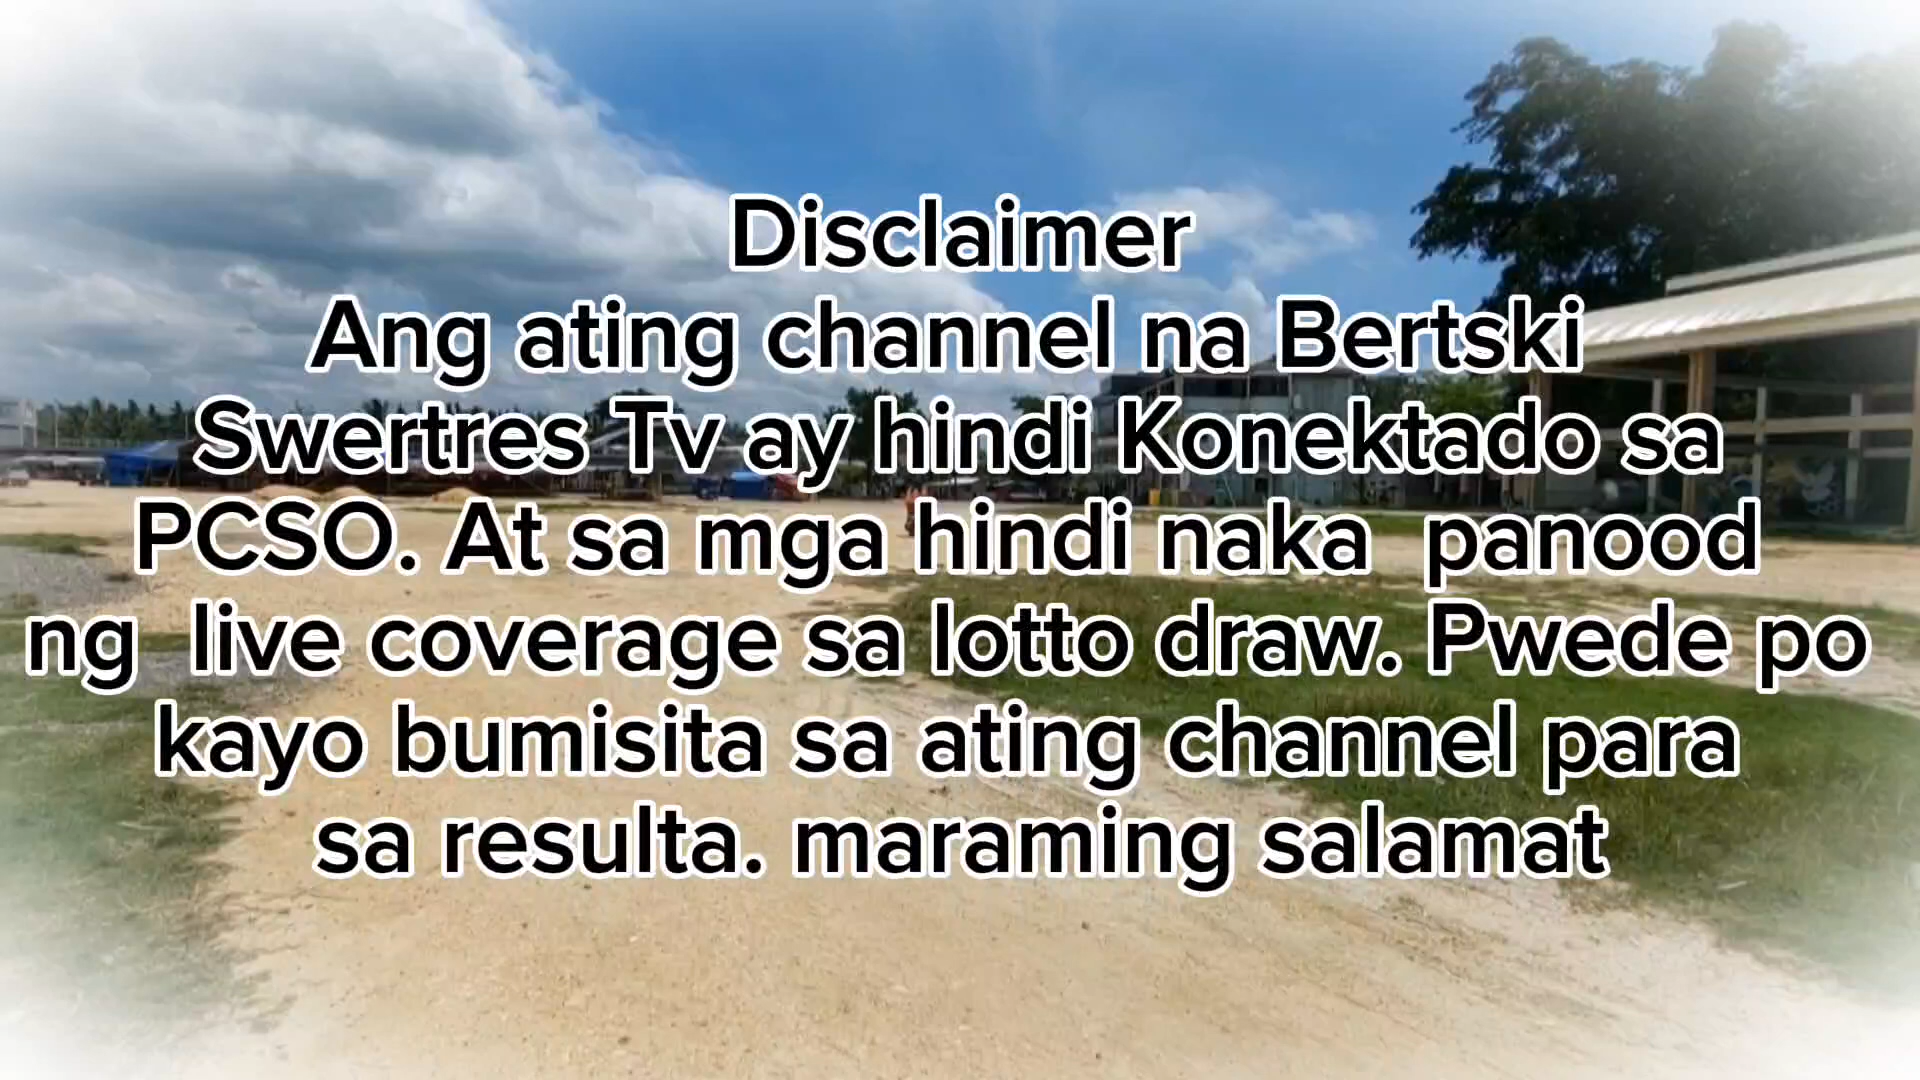 Disclaimer
Ang ating channel na Bertski
Swertres Tv ay hindi Konektado sa
PCSO. At sa mga hindi naka  panood
ng  live coverage sa lotto draw. Pwede po
kayo bumisita sa ating channel para
sa resulta. maraming salamat